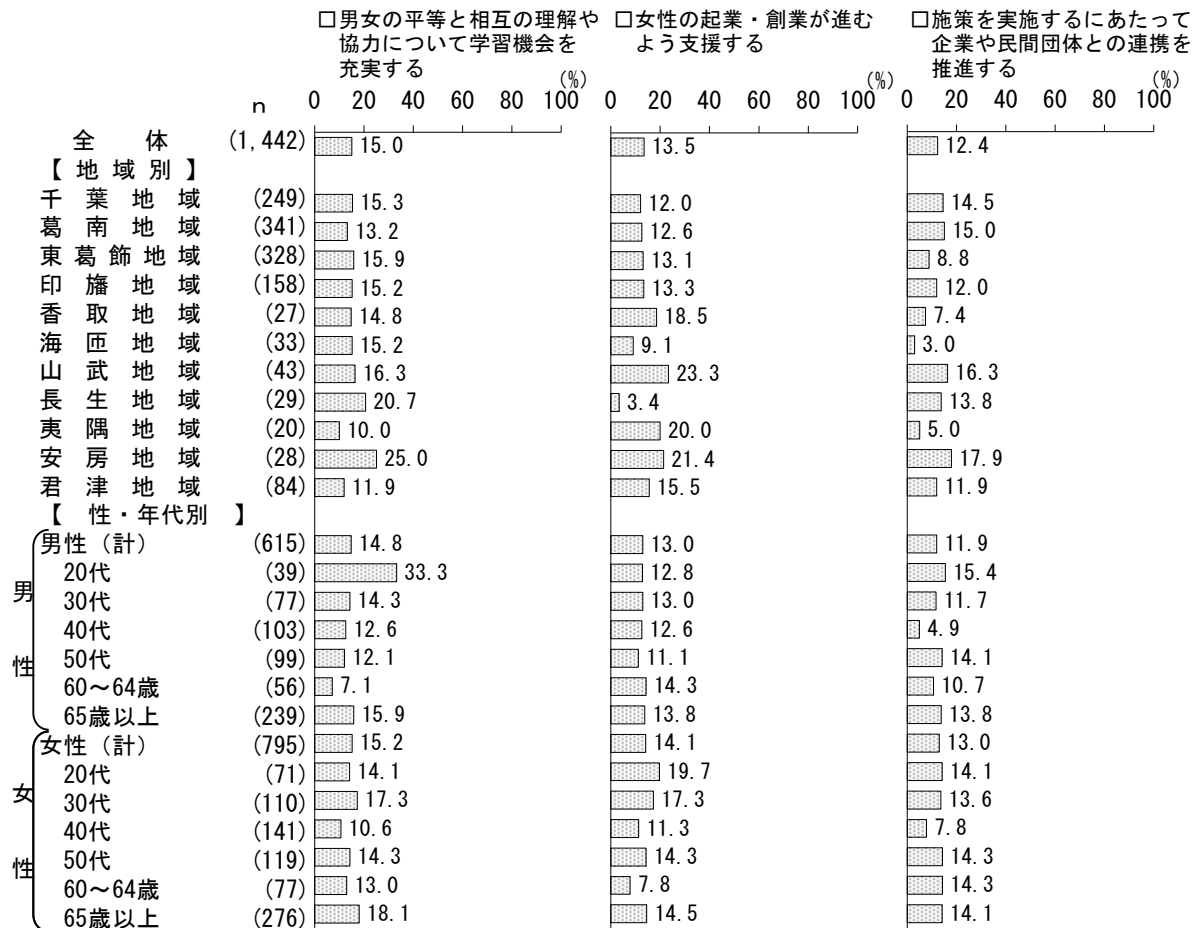 □男女の平等と相互の理解や
協力について学習機会を
充実する
□女性の起業・創業が進む
よう支援する
□施策を実施するにあたって
企業や民間団体との連携を
推進する
(%) (%) (%)
n 0 20 40 60 80 100 0 20 40 60 80 100 0 20 40 60 80 100
全体 (1,442) 15.0 13.5 12.4
【地域別】
千葉地域 (249) 15.3 12.0 14.5
葛南地域 (341) 13.2 12.6 15.0
東葛飾地域 (328) 15.9 13.1 8.8
印旛地域 (158) 15.2 13.3 12.0
香取地域 (27) 14.8 18.5 7.4
海匝地域 (33) 15.2 9.1 3.0
山武地域 (43) 16.3 23.3 16.3
長生地域 (29) 20.7 3.4 13.8
夷隅地域 (20) 10.0 20.0 5.0
安房地域 (28) 25.0 21.4 17.9
君津地域 (84) 11.9 15.5 11.9
【性・年代別】
男性
男性（計） (615) 14.8 13.0 11.9
20代 (39) 33.3 12.8 15.4
30代 (77) 14.3 13.0 11.7
40代 (103) 12.6 12.6 4.9
50代 (99) 12.1 11.1 14.1
60～64歳 (56) 7.1 14.3 10.7
65歳以上 (239) 15.9 13.8 13.8
女性
女性（計） (795) 15.2 14.1 13.0
20代 (71) 14.1 19.7 14.1
30代 (110) 17.3 17.3 13.6
40代 (141) 10.6 11.3 7.8
50代 (119) 14.3 14.3 14.3
60～64歳 (77) 13.0 7.8 14.3
65歳以上 (276) 18.1 14.5 14.1